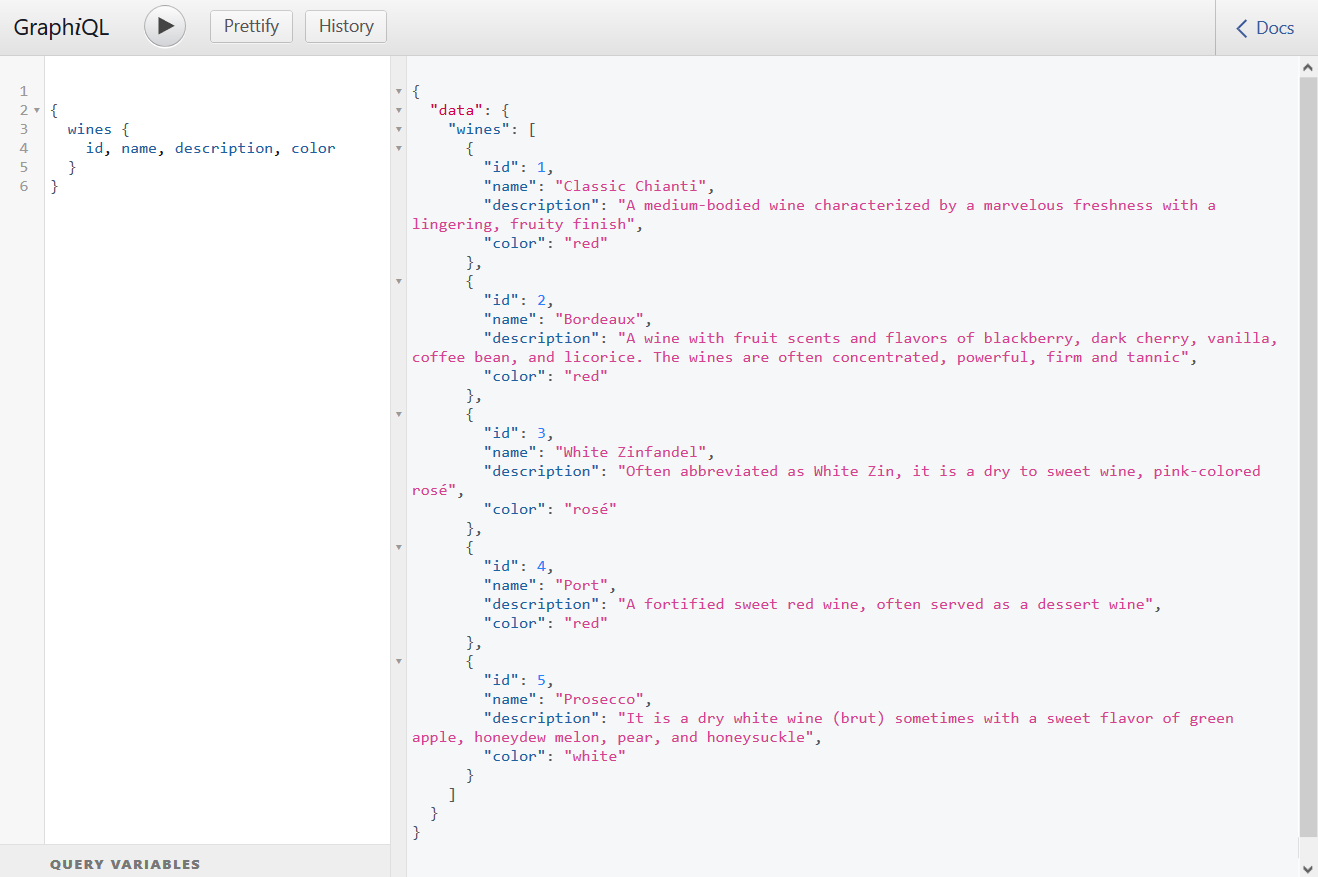 GraphiQL
Prettify
History
Docs
1
2 {
3   wines {
4     id, name, description, color
5   }
6 }
QUERY VARIABLES
{
  "data": {
    "wines": [
      {
        "id": 1,
        "name": "Classic Chianti",
        "description": "A medium-bodied wine characterized by a marvelous freshness with a
lingering, fruity finish",
        "color": "red"
      },
      {
        "id": 2,
        "name": "Bordeaux",
        "description": "A wine with fruit scents and flavors of blackberry, dark cherry, vanilla,
coffee bean, and licorice. The wines are often concentrated, powerful, firm and tannic",
        "color": "red"
      },
      {
        "id": 3,
        "name": "White Zinfandel",
        "description": "Often abbreviated as White Zin, it is a dry to sweet wine, pink-colored
rosé",
        "color": "rosé"
      },
      {
        "id": 4,
        "name": "Port",
        "description": "A fortified sweet red wine, often served as a dessert wine",
        "color": "red"
      },
      {
        "id": 5,
        "name": "Prosecco",
        "description": "It is a dry white wine (brut) sometimes with a sweet flavor of green
apple, honeydew melon, pear, and honeysuckle",
        "color": "white"
      }
    ]
  }
}